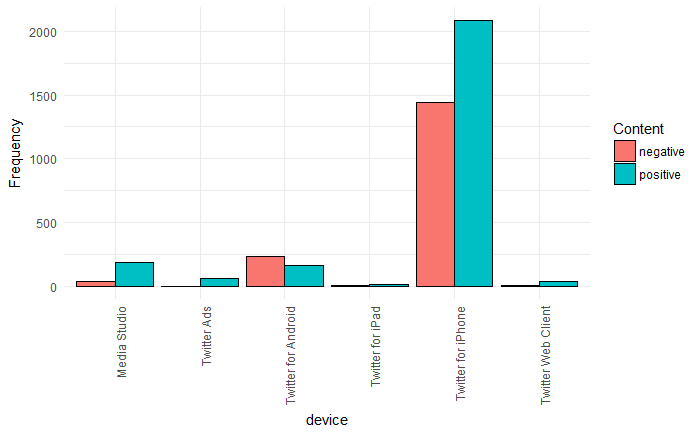 2000
1500
1000
500
0
Frequency
Media Studio
Twitter Ads
Twitter for Android
Twitter for iPad
Twitter for iPhone
Twitter Web Client
device
Content
negative
positive